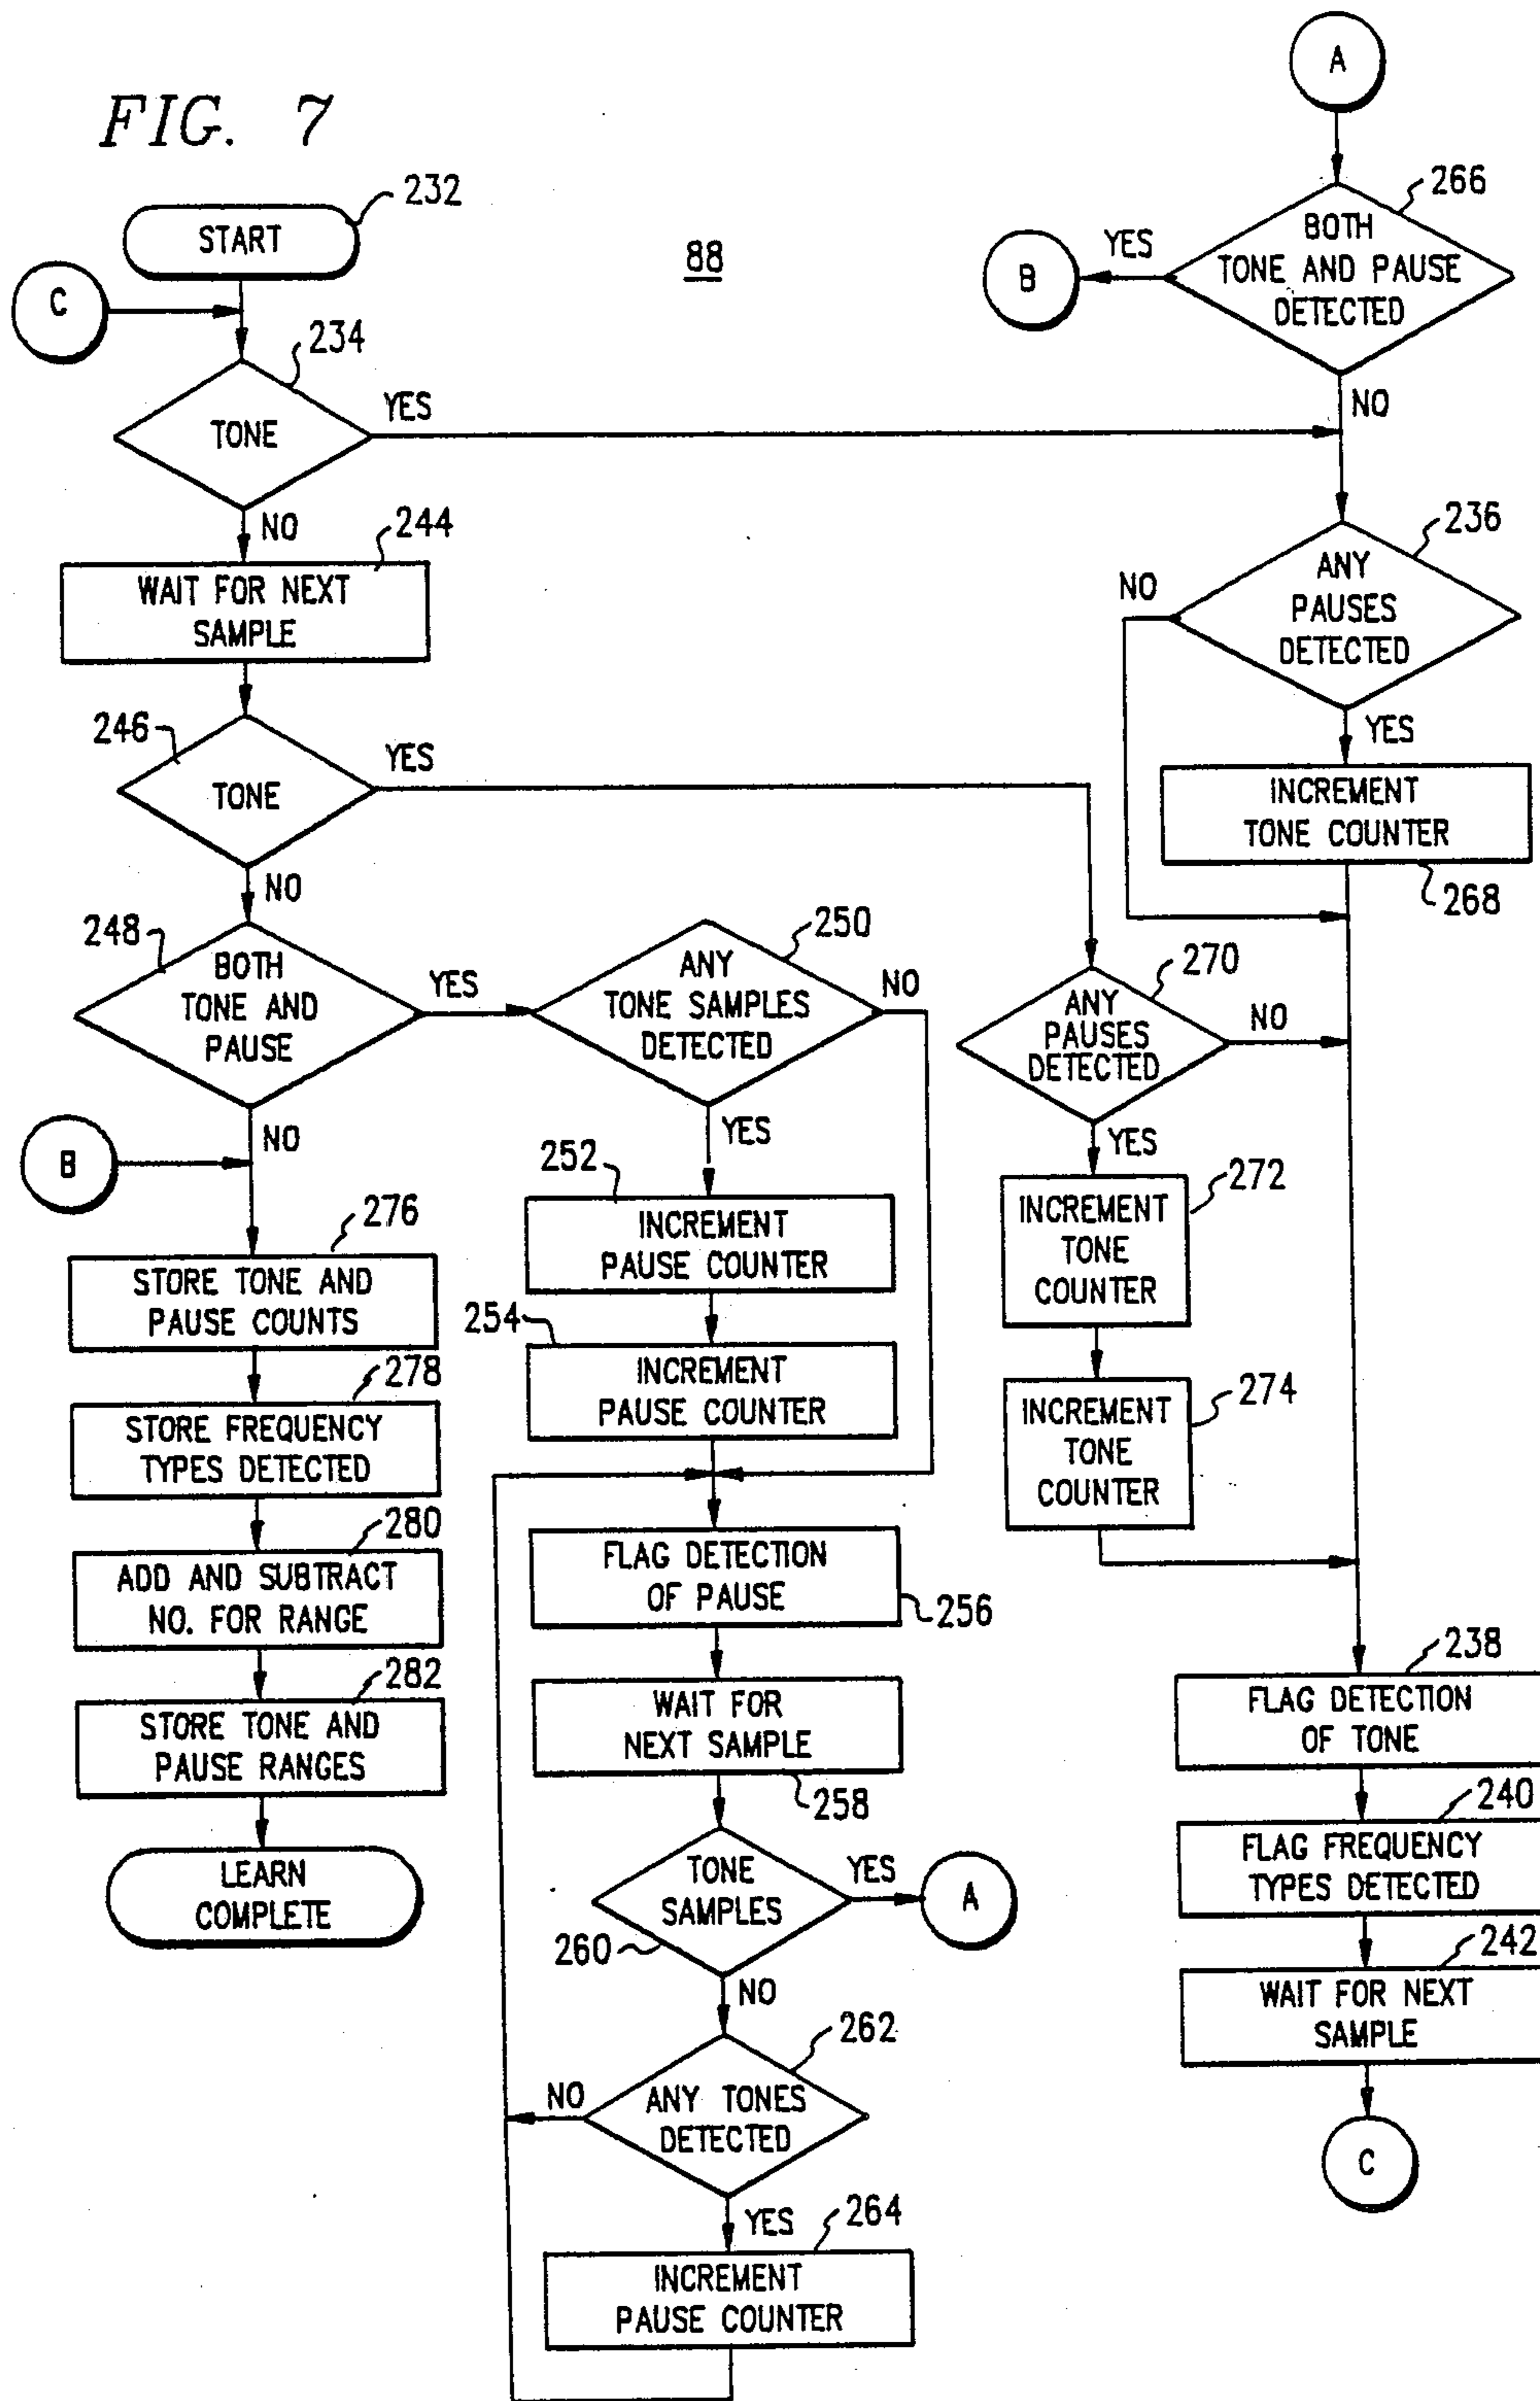 FIG. 7
88
232
START
C
234
TONE
YES
NO
244
WAIT FOR NEXT
SAMPLE
246
TONE
YES
NO
248
BOTH
TONE AND
PAUSE
YES
NO
B
276
STORE TONE AND
PAUSE COUNTS
278
STORE FREQUENCY
TYPES DETECTED
280
ADD AND SUBTRACT
NO. FOR RANGE
282
STORE TONE AND
PAUSE RANGES
LEARN
COMPLETE
250
ANY
TONE SAMPLES
DETECTED
NO
YES
252
INCREMENT
PAUSE COUNTER
254
INCREMENT
PAUSE COUNTER
FLAG DETECTION
OF PAUSE
256
WAIT FOR
NEXT SAMPLE
258
TONE
SAMPLES
YES
A
260
NO
262
ANY TONES
DETECTED
NO
YES
264
INCREMENT
PAUSE COUNTER
A
266
BOTH
TONE AND PAUSE
DETECTED
YES
B
NO
236
ANY
PAUSES
DETECTED
NO
YES
INCREMENT
TONE COUNTER
268
270
ANY
PAUSES
DETECTED
NO
YES
272
INCREMENT
TONE
COUNTER
274
INCREMENT
TONE
COUNTER
238
FLAG DETECTION
OF TONE
240
FLAG FREQUENCY
TYPES DETECTED
242
WAIT FOR NEXT
SAMPLE
C